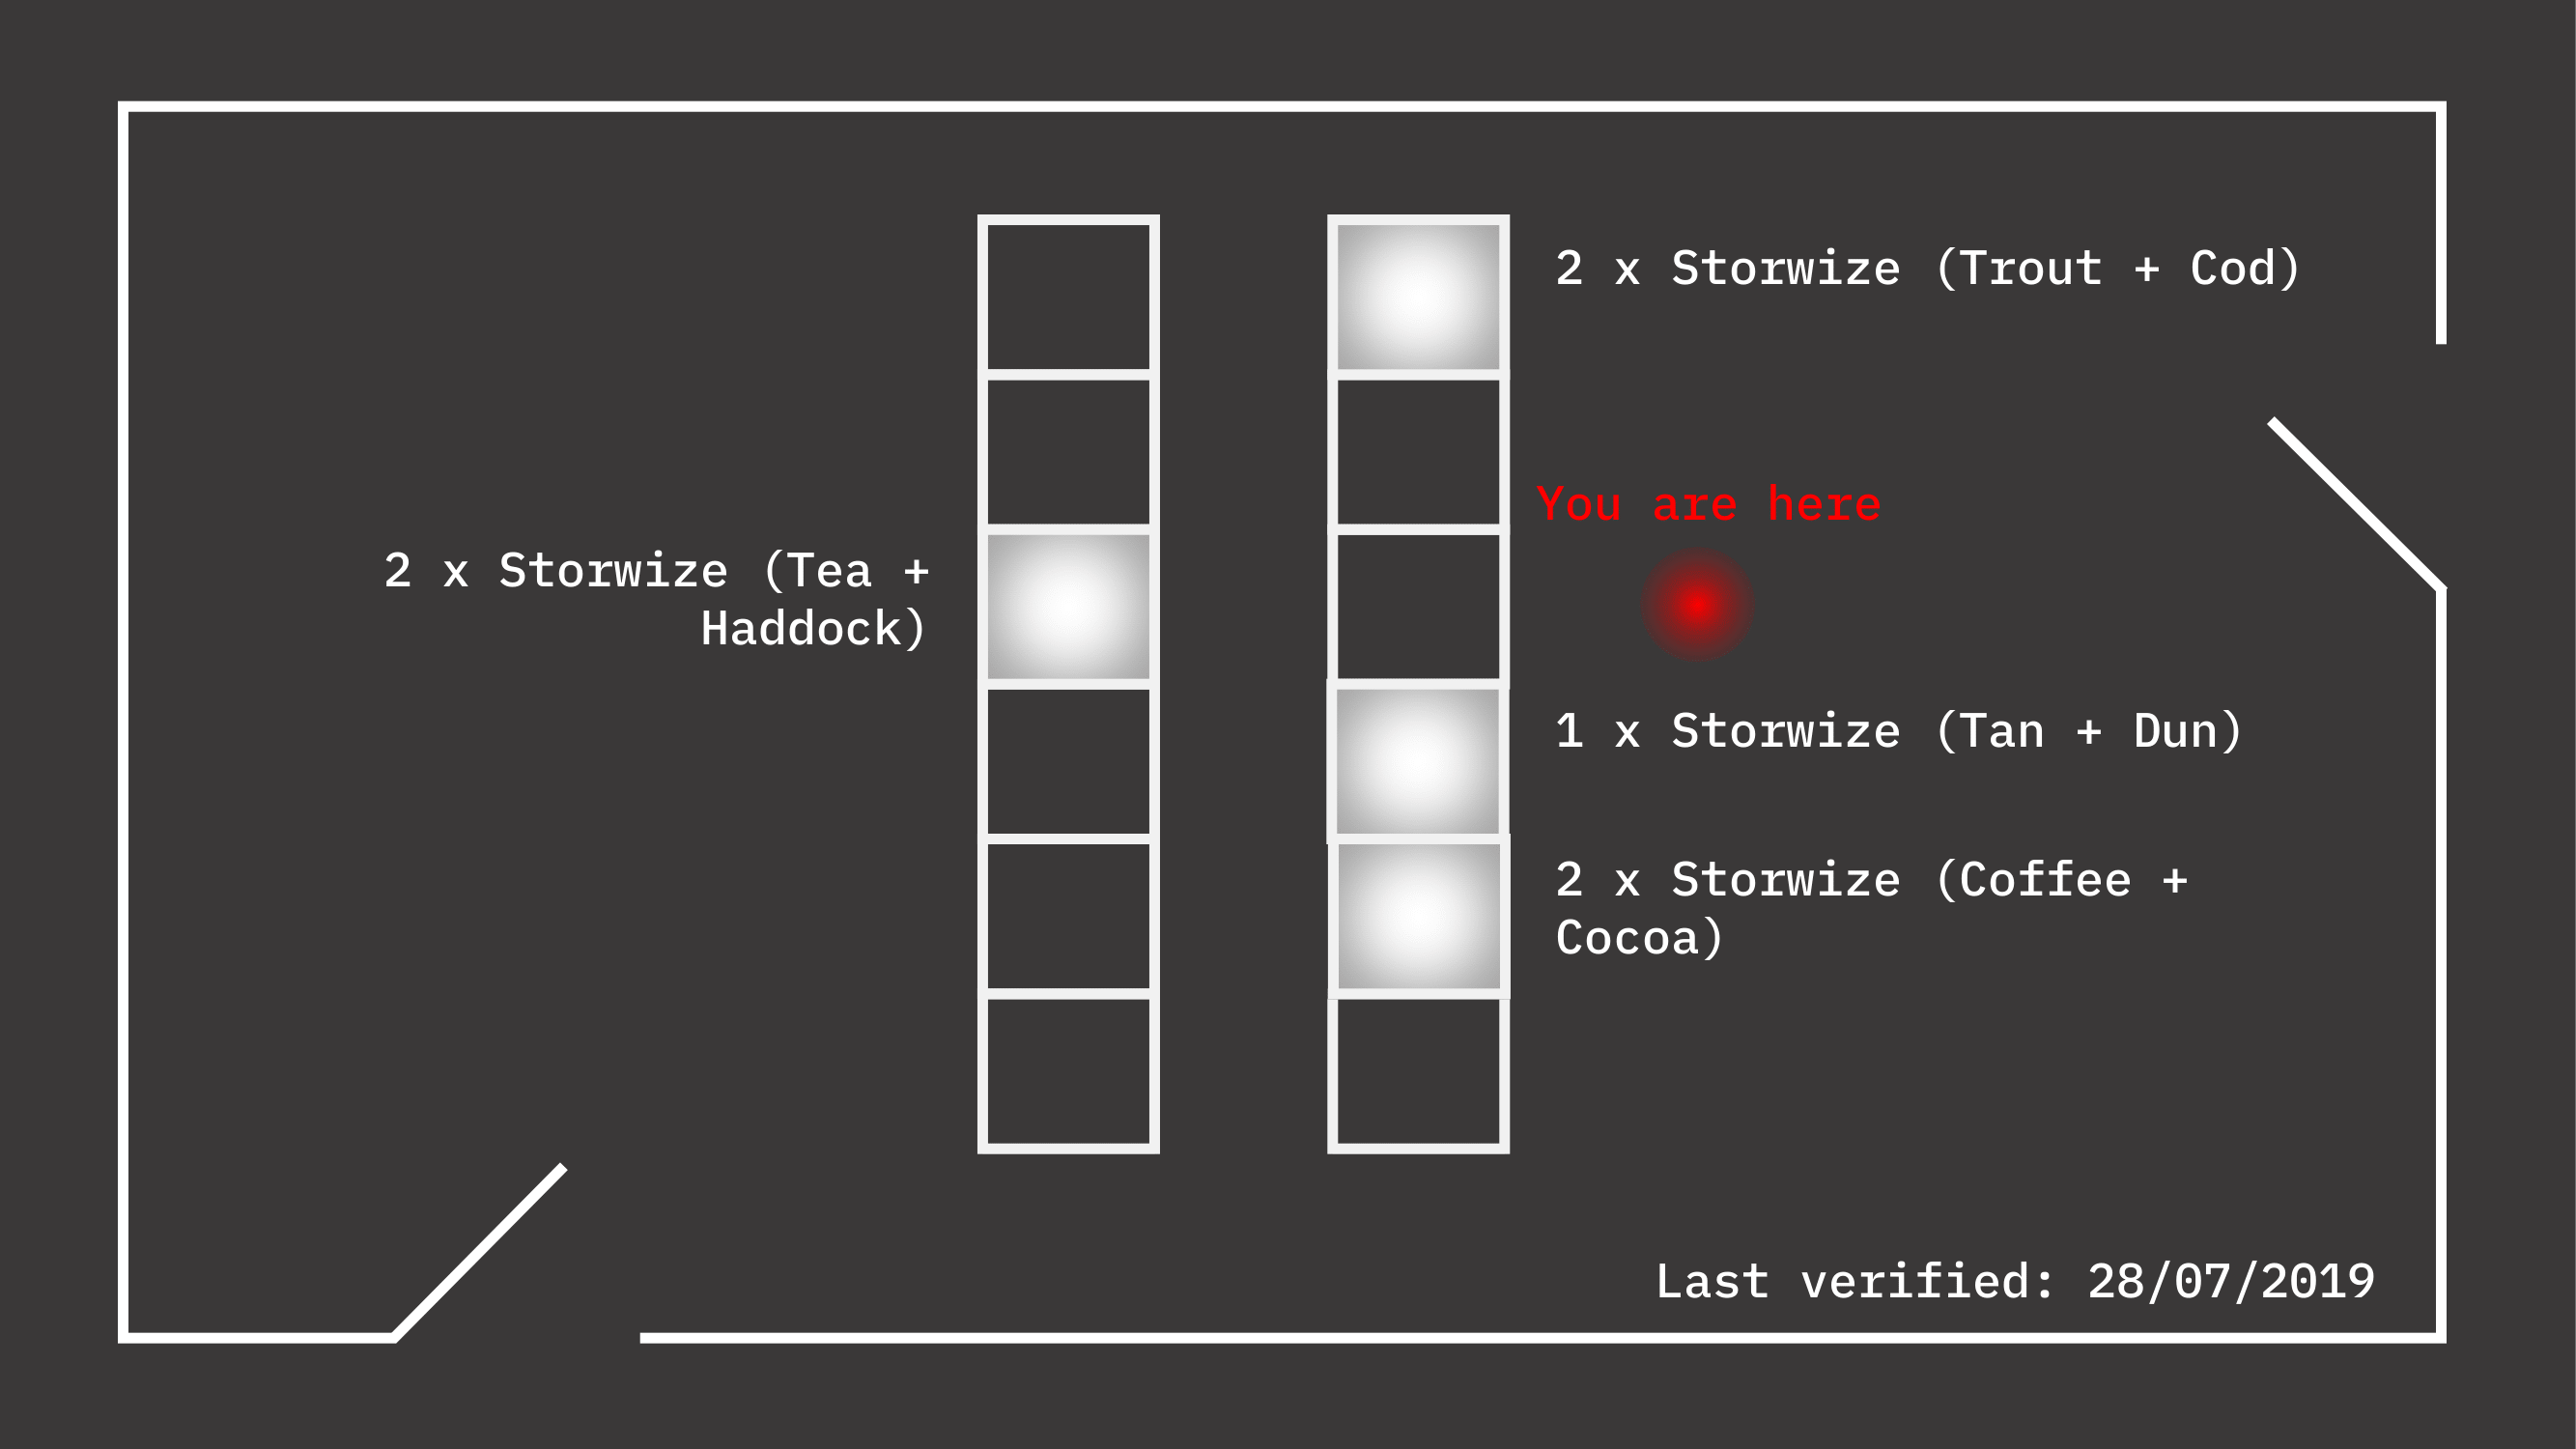 2 x Storwize (Trout + Cod)
You are here
2 x Storwize (Tea +
Haddock)
1 x Storwize (Tan + Dun)
2 x Storwize (Coffee +
Cocoa)
Last verified: 28/07/2019